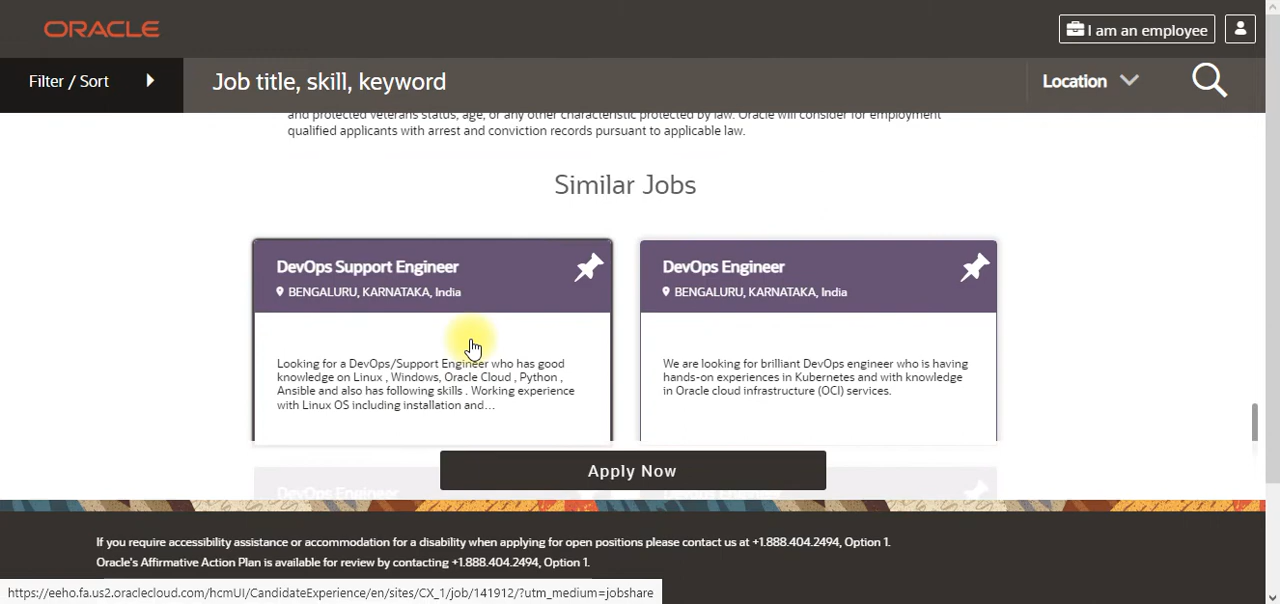 ORACLE
I am an employee
Filter / Sort
Job title, skill, keyword
Location
and protected veterans status, age, or any other characteristic protected by law. Oracle will consider for employment
qualified applicants with arrest and conviction records pursuant to applicable law.
Similar Jobs
DevOps Support Engineer
BENGALURU, KARNATAKA, India
Looking for a DevOps/Support Engineer who has good
knowledge on Linux , Windows, Oracle Cloud , Python ,
Ansible and also has following skills . Working experience
with Linux OS including installation and...
DevOps Engineer
BENGALURU, KARNATAKA, India
We are looking for brilliant DevOps engineer who is having
hands-on experiences in Kubernetes and with knowledge
in Oracle cloud infrastructure (OCI) services.
Apply Now
DevOps Engineer
DevOps Engineer
If you require accessibility assistance or accommodation for a disability when applying for open positions please contact us at +1.888.404.2494, Option 1.
Oracle's Affirmative Action Plan is available for review by contacting +1.888.404.2494, Option 1.
https://eeho.fa.us2.oraclecloud.com/hcmUI/CandidateExperience/en/sites/CX_1/job/141912/?utm_medium=jobshare